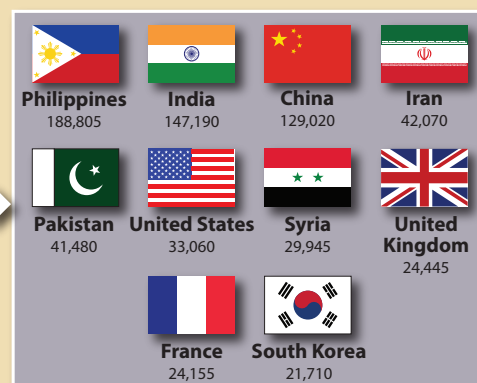 Philippines
188,805
India
147,190
China
129,020
Iran
42,070
Pakistan
41,480
United States
33,060
Syria
29,945
United
Kingdom
24,445
France
24,155
South Korea
21,710